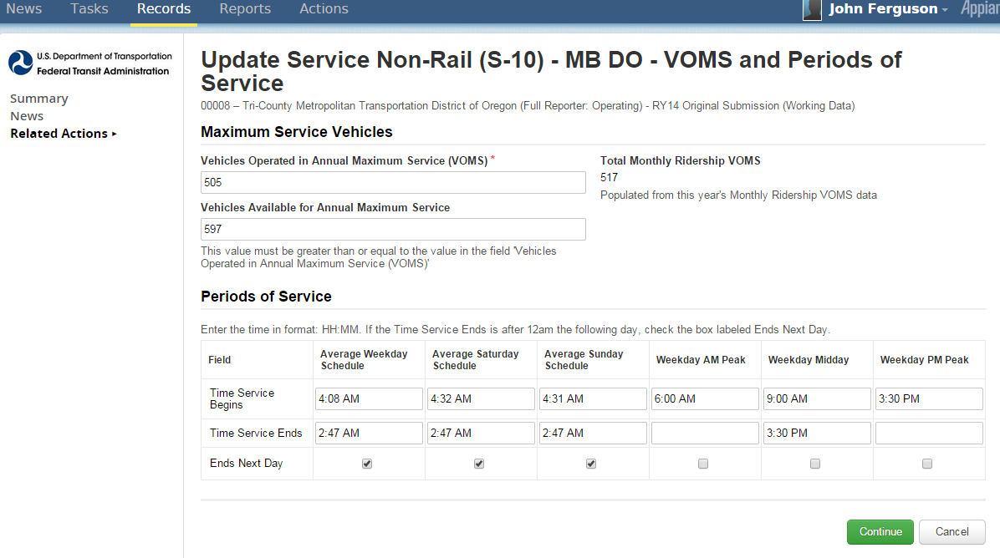 News Tasks Records Reports Actions John Ferguson
U.S. Department of Transportation
Federal Transit Administration
Summary
News
Related Actions
Update Service Non-Rail (S-10) - MB DO - VOMS and Periods of
Service
00008 – Tri-County Metropolitan Transportation District of Oregon (Full Reporter: Operating) - RY14 Original Submission (Working Data)
Maximum Service Vehicles
Vehicles Operated in Annual Maximum Service (VOMS) *
505
Total Monthly Ridership VOMS
517
Populated from this year's Monthly Ridership VOMS data
Vehicles Available for Annual Maximum Service
597
This value must be greater than or equal to the value in the field 'Vehicles
Operated in Annual Maximum Service (VOMS)'
Periods of Service
Enter the time in format: HH:MM. If the Time Service Ends is after 12am the following day, check the box labeled Ends Next Day.
Field Average Weekday Schedule Average Saturday Schedule Average Sunday Schedule Weekday AM Peak Weekday Midday Weekday PM Peak
Time Service Begins 4:08 AM 4:32 AM 4:31 AM 6:00 AM 9:00 AM 3:30 PM
Time Service Ends 2:47 AM 2:47 AM 2:47 AM 3:30 PM
Ends Next Day
Continue Cancel